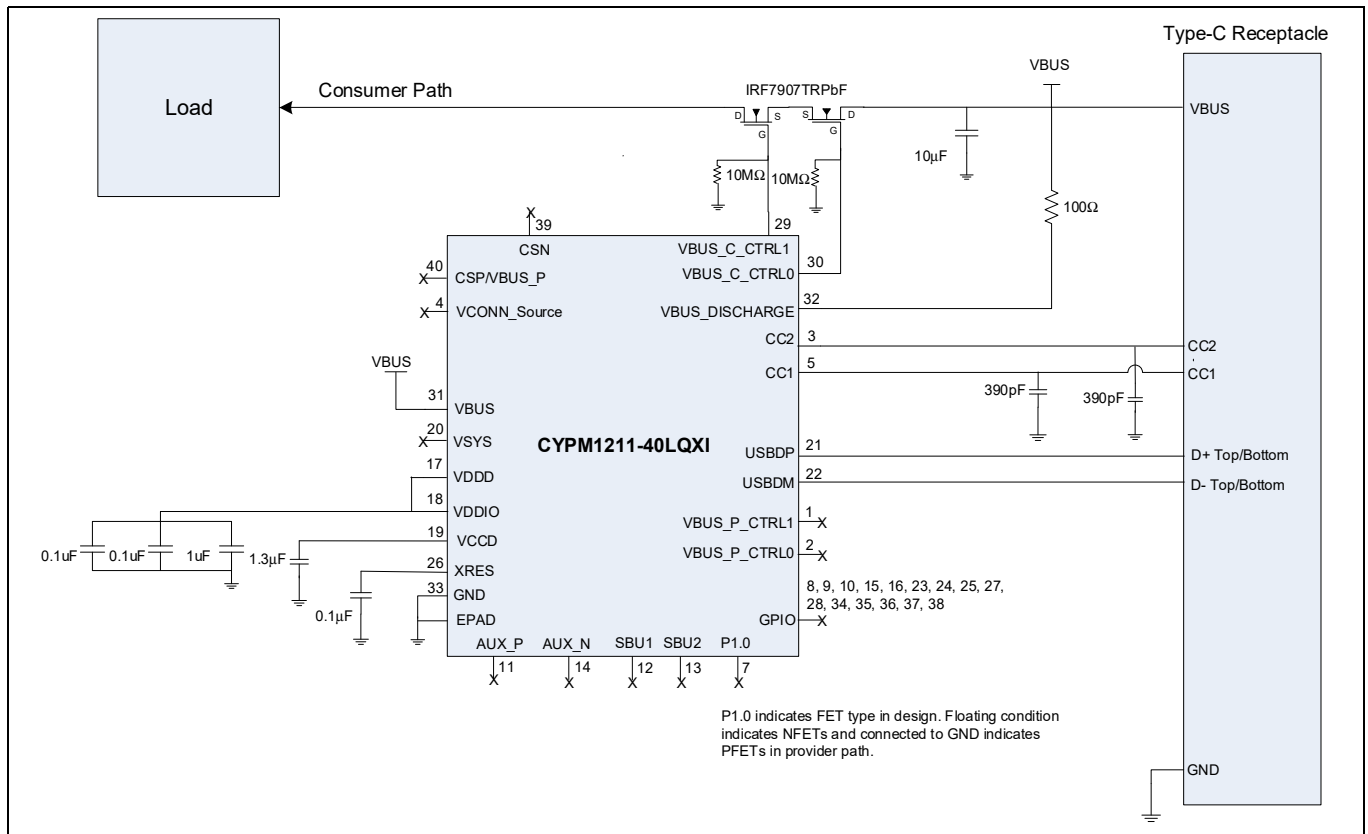 Type-C Receptacle
VBUS
IRF7907TRPbF
Consumer Path
Load
D
S
G
S
D
G
VBUS
10µF
10MΩ
10MΩ
100Ω
X
39
29
CSN
VBUS_C_CTRL1
40
X
CSP/VBUS_P
VBUS_C_CTRL0
30
4
X
VCONN_Source
VBUS_DISCHARGE
32
CC2
3
CC2
CC1
5
CC1
VBUS
390pF
390pF
31
VBUS
20
X
VSYS
CYPM1211-40LQXI
USBDP
21
D+ Top/Bottom
17
VDDD
USBDM
22
D- Top/Bottom
18
VDDIO
VBUS_P_CTRL1
1
X
19
VCCD
VBUS_P_CTRL0
2
X
0.1uF
0.1uF
1uF
1.3µF
26
XRES
33
GND
0.1µF
EPAD
8, 9, 10, 15, 16, 23, 24, 25, 27,
28, 34, 35, 36, 37, 38
GPIO
X
AUX_P
AUX_N
SBU1
SBU2
P1.0
11
14
12
13
7
X
X
X
X
X
P1.0 indicates FET type in design. Floating condition
indicates NFETs and connected to GND indicates
PFETs in provider path.
GND